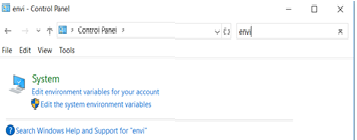 envi - Control Panel
Control Panel
envi
File Edit View Tools
System
Edit environment variables for your account
Edit the system environment variables
Search Windows Help and Support for "envi"